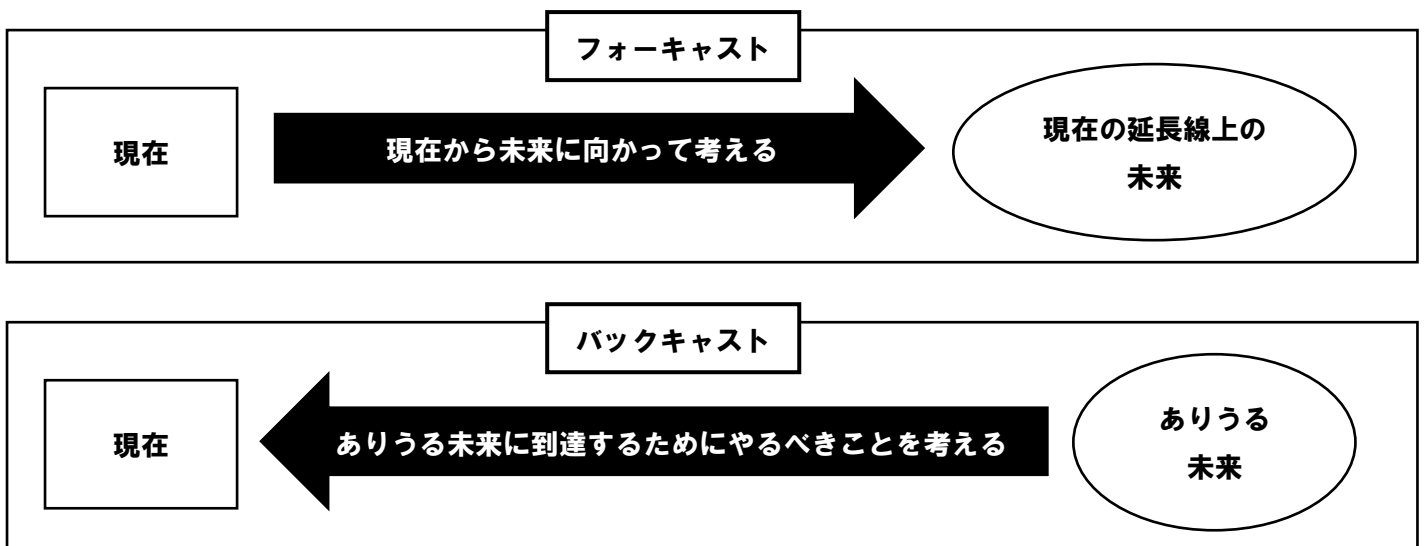 フォーキャスト
現在
現在から未来に向かって考える
現在の延長線上の
未来
バックキャスト
現在
ありうる未来に到達するためにやるべきことを考える
ありうる
未来